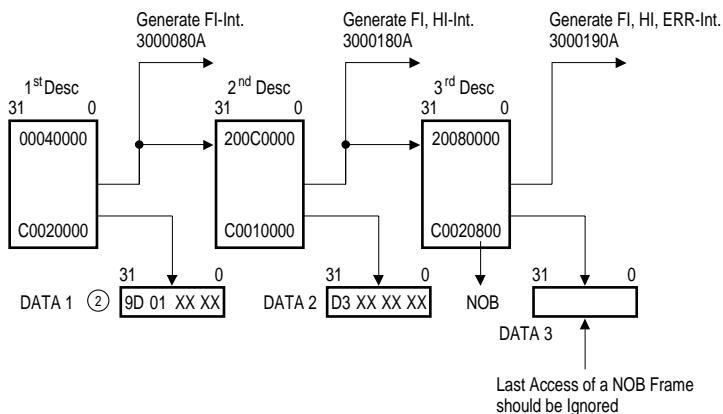 Generate FI-Int.
3000080A
Generate FI, HI-Int.
3000180A
Generate FI, HI, ERR-Int.
3000190A
1st Desc
31 0
00040000
C0020000
2nd Desc
31 0
200C0000
C0010000
3rd Desc
31 0
20080000
C0020800
31 0
DATA 1 2 9D 01 XX XX
31 0
DATA 2 D3 XX XX XX
NOB
31 0
DATA 3
Last Access of a NOB Frame
should be Ignored